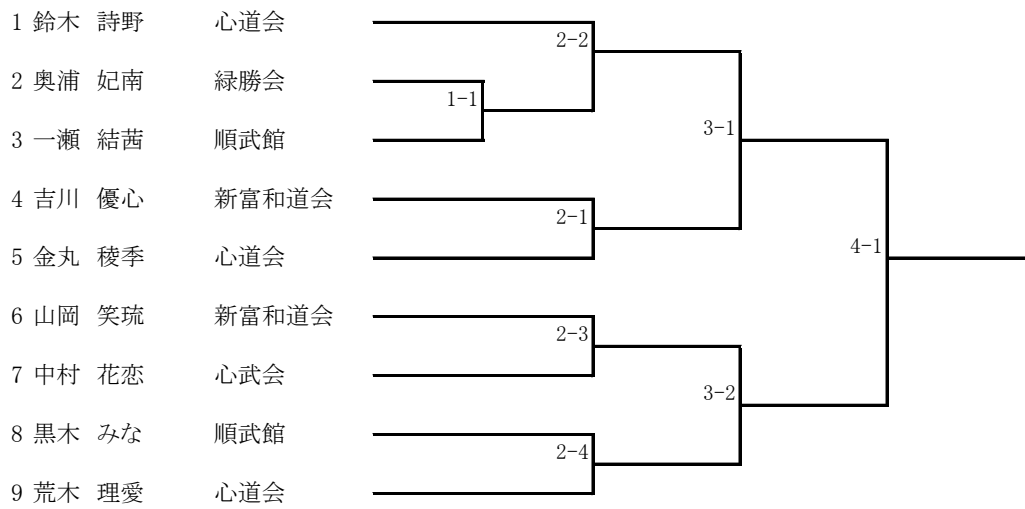 1 鈴木 詩野 心道会
2-2
2 奥浦 妃南 緑勝会
1-1
3-1
3 一瀬 結茜 順武館
4 吉川 優心 新富和道会
2-1
4-1
5 金丸 稜季 心道会
6 山岡 笑琉 新富和道会
2-3
7 中村 花恋 心武会
3-2
8 黒木 みな 順武館
2-4
9 荒木 理愛 心道会